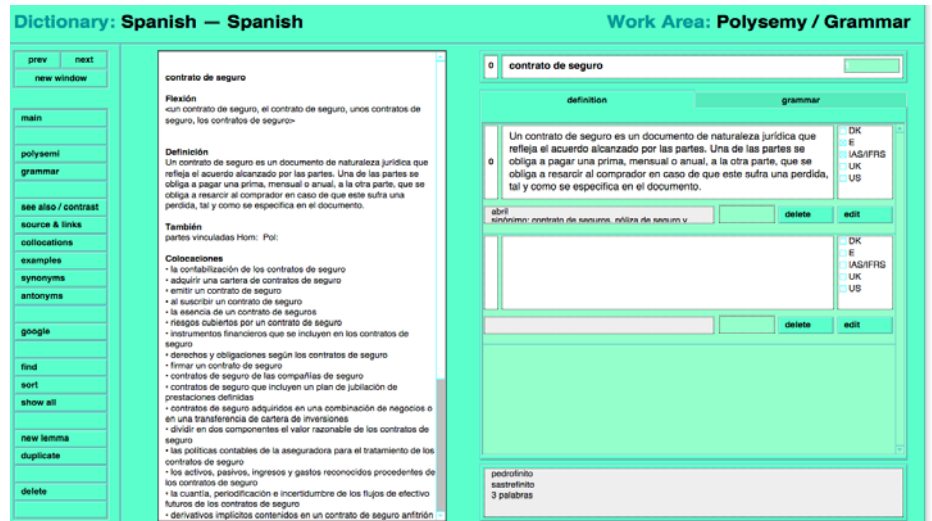 Dictionary: Spanish — Spanish
Work Area: Polysemy / Grammar
prev
next
new window
main
polysemi
grammar
see also / contrast
source & links
collocations
examples
synonyms
antonyms
google
find
sort
show all
new lemma
duplicate
delete
contrato de seguro
Flexión
<un contrato de seguro, el contrato de seguro, unos contratos de
seguro, los contratos de seguro>
Definición
Un contrato de seguro es un documento de naturaleza jurídica que
refleja el acuerdo alcanzado por las partes. Una de las partes se
obliga a pagar una prima, mensual o anual, a la otra parte, que se
obliga a resarcir al comprador en caso de que este sufra una
perdida, tal y como se especifica en el documento.
También
partes vinculadas Hom: Pol:
Colocaciones
• la contabilización de los contratos de seguro
• adquirir una cartera de contratos de seguro
• emitir un contrato de seguro
• al suscribir un contrato de seguro
• la esencia de un contrato de seguros
• riesgos cubiertos por un contrato de seguro
• instrumentos financieros que se incluyen en los contratos de
seguro
• derechos y obligaciones según los contratos de seguro
• firmar un contrato de seguro
• contratos de seguro de las compañías de seguro
• contratos de seguro que incluyen un plan de jubilación de
prestaciones definidas
• contratos de seguro adquiridos en una combinación de negocios o
en una transferencia de cartera de inversiones
• dividir en dos componentes el valor razonable de los contratos de
seguro
• las políticas contables de la aseguradora para el tratamiento de los
contratos de seguro
• los activos, pasivos, ingresos y gastos reconocidos procedentes de
los contratos de seguro
• la cuantía, periodificación e incertidumbre de los flujos de efectivo
futuros de los contratos de seguro
• derivativos implícitos contenidos en un contrato de seguro anfitrión
0 contrato de seguro
definition
grammar
0
Un contrato de seguro es un documento de naturaleza jurídica que
refleja el acuerdo alcanzado por las partes. Una de las partes se
obliga a pagar una prima, mensual o anual, a la otra parte, que se
obliga a resarcir al comprador en caso de que este sufra una perdida,
tal y como se especifica en el documento.
DK
E
IAS/IFRS
UK
US
abril
sinónimo: contrato de seguros, póliza de seguro y
delete
edit
DK
E
IAS/IFRS
UK
US
delete
edit
pedrofinito
sastrefinito
3 palabras